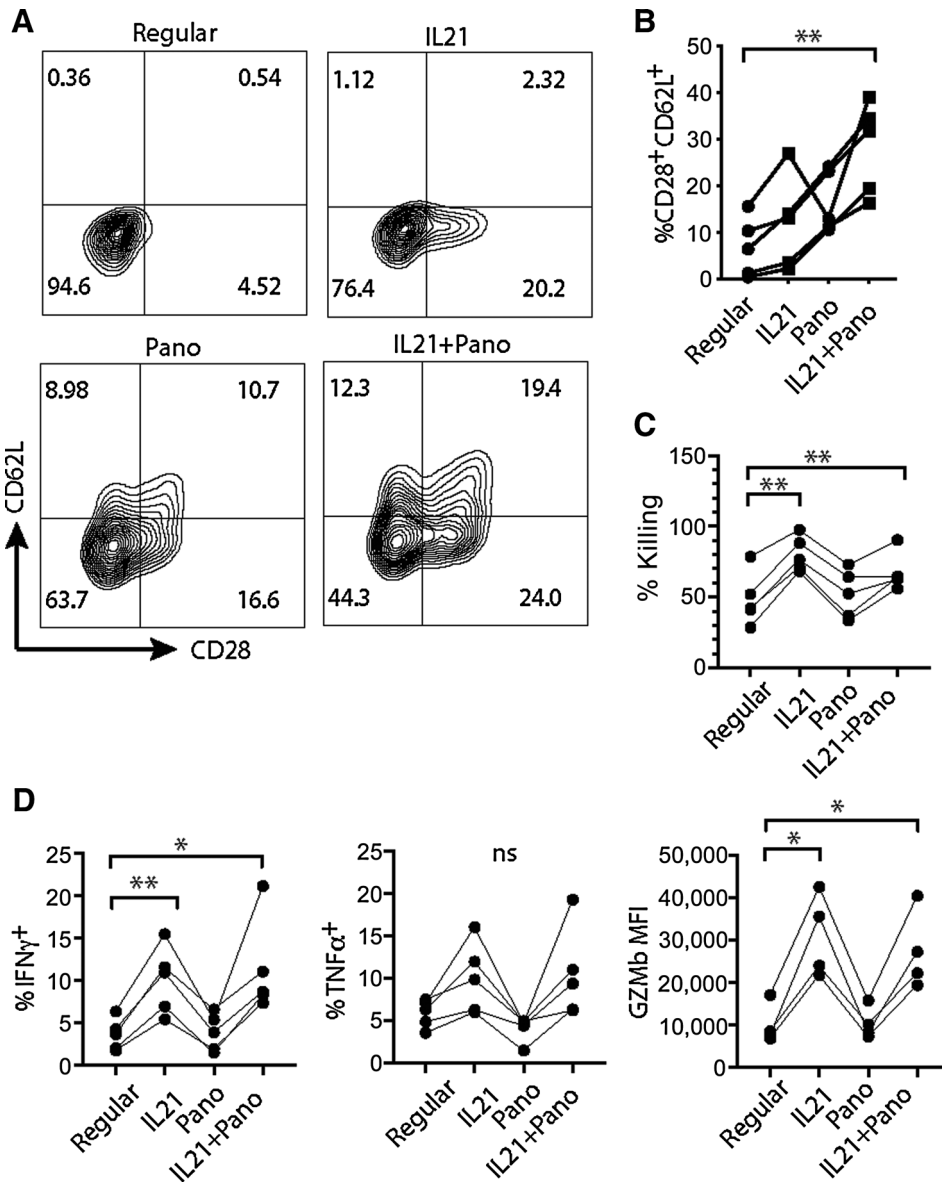 A
Regular
0.36 0.54
94.6 4.52
IL21
1.12 2.32
76.4 20.2
Pano
8.98 10.7
63.7 16.6
IL21+Pano
12.3 19.4
44.3 24.0
CD62L
CD28
B
**
%CD28+CD62L+
50
40
30
20
10
0
Regular
IL21
Pano
IL21+Pano
C
**
**
% Killing
150
100
50
0
Regular
IL21
Pano
IL21+Pano
D
*
**
%IFNγ+
25
20
15
10
5
0
Regular
IL21
Pano
IL21+Pano
ns
%TNFα+
25
20
15
10
5
0
Regular
IL21
Pano
IL21+Pano
*
*
GZMb MFI
50,000
40,000
30,000
20,000
10,000
0
Regular
IL21
Pano
IL21+Pano